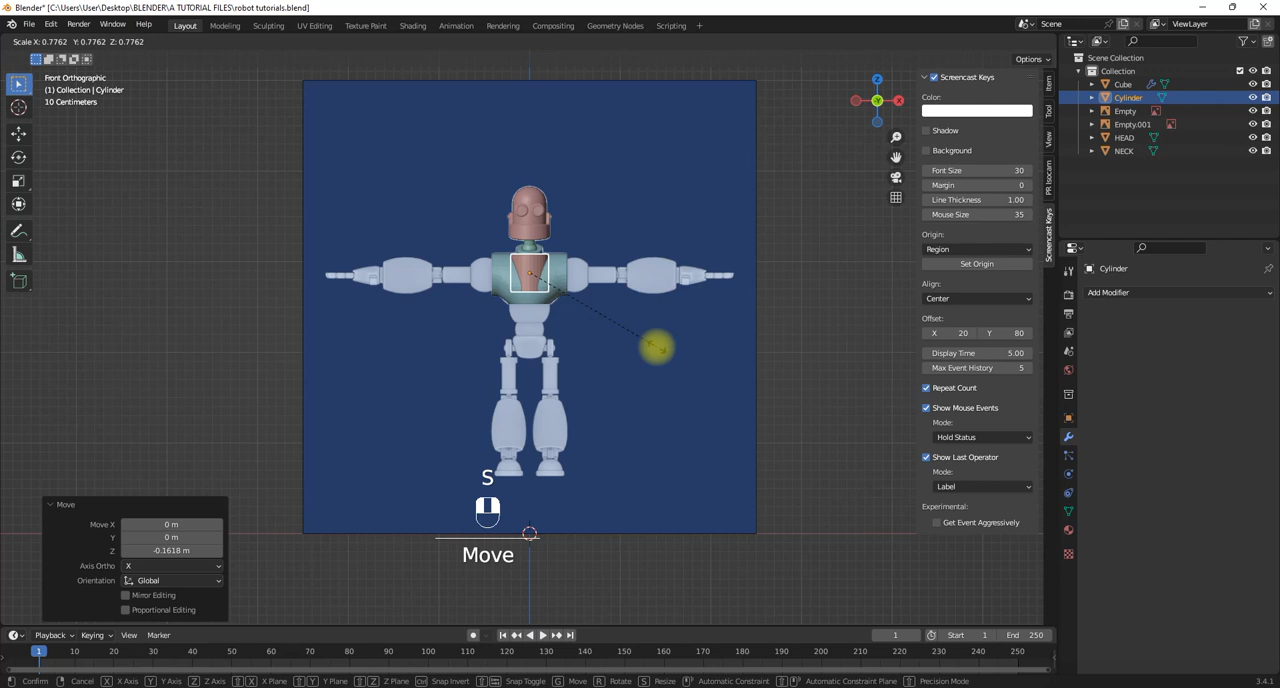 Blender* [C:\Users\User\Desktop\BLENDER\A TUTORIAL FILES\robot tutorials.blend]
File Edit Render Window Help Layout Modeling Sculpting UV Editing Texture Paint Shading Animation Rendering Compositing Geometry Nodes Scripting + Scene ViewLayer
Scale X: 0.7762 Y: 0.7762 Z: 0.7762
Options
Front Orthographic
(1) Collection | Cylinder
10 Centimeters
Z
X
Y
Screencast Keys
Color:
Shadow
Background
Font Size 30
Margin 0
Line Thickness 1.00
Mouse Size 35
Origin:
Region
Set Origin
Align:
Center
Offset:
X 20 Y 80
Display Time 5.00
Max Event History 5
Repeat Count
Show Mouse Events
Mode:
Hold Status
Show Last Operator
Mode:
Label
Experimental:
Get Event Aggressively
Item
Tool
View
PR Isocam
Screencast Keys
Scene Collection
Collection
Cube
Cylinder
Empty
Empty.001
HEAD
NECK
Cylinder
Add Modifier
S
Move
Move
Move X 0 m
Y 0 m
Z -0.1618 m
Axis Ortho X
Orientation Global
Mirror Editing
Proportional Editing
Playback Keying View Marker 1 Start 1 End 250
1 10 20 30 40 50 60 70 80 90 100 110 120 130 140 150 160 170 180 190 200 210 220 230 240 250
Confirm Cancel X X Axis Y Y Axis Z Z Axis X X Plane Y Y Plane Z Z Plane Ctrl Snap Invert Snap Toggle G Move R Rotate S Resize Automatic Constraint Automatic Constraint Plane Precision Mode 3.4.1